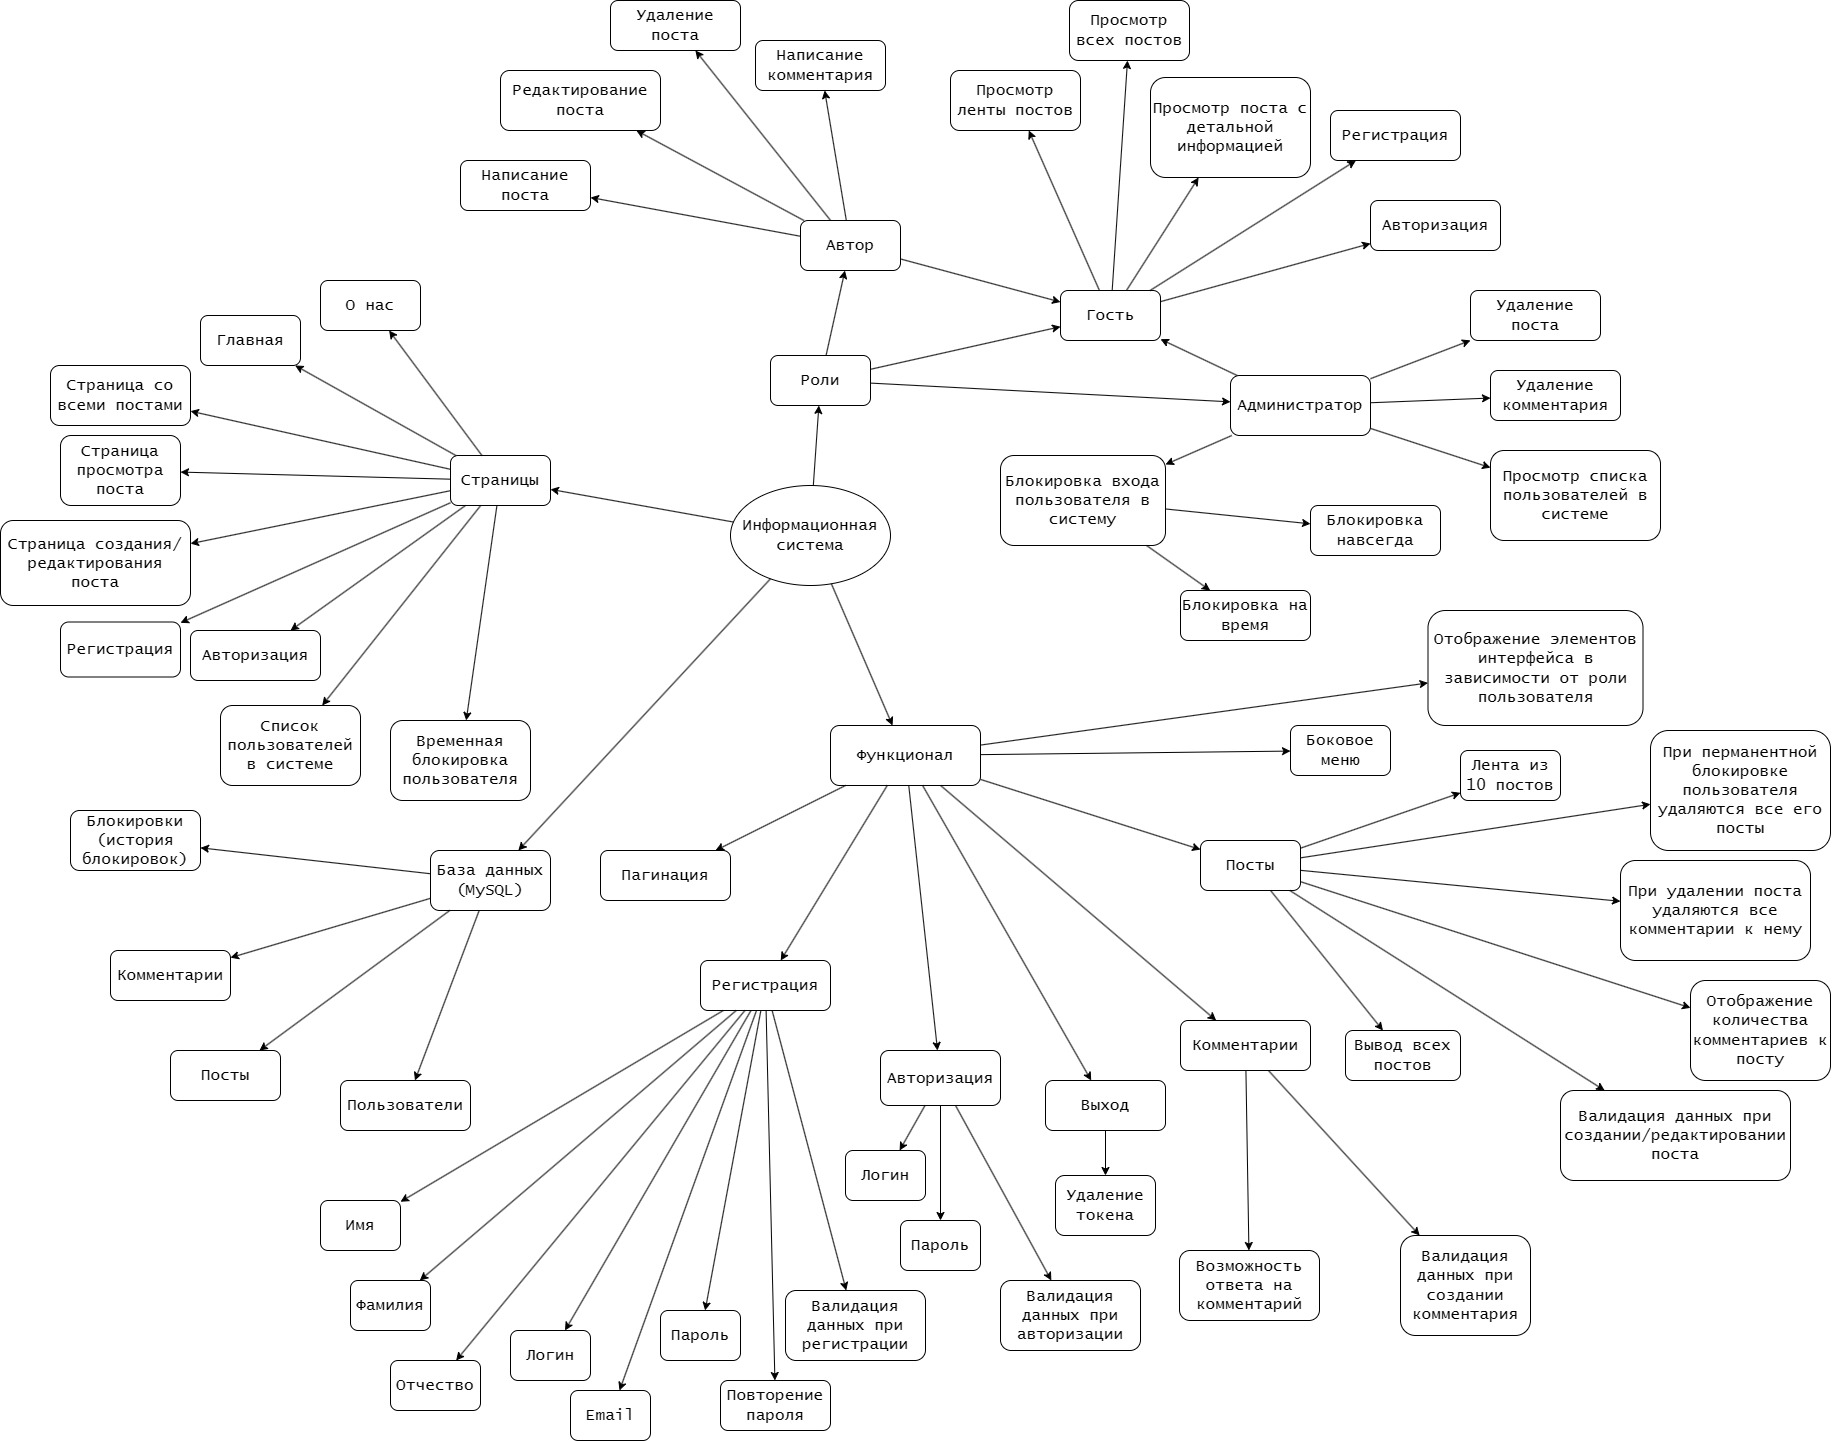 Удаление
поста
Написание
комментария
Редактирование
поста
Написание
поста
Автор
Просмотр
всех постов
Просмотр
ленты постов
Просмотр поста с
детальной
информацией
Регистрация
Авторизация
Гость
Удаление
поста
Роли
Администратор
Удаление
комментария
Просмотр списка
пользователей в
системе
Блокировка входа
пользователя в
систему
Блокировка
навсегда
Блокировка на
время
О нас
Главная
Страница со
всеми постами
Страница
просмотра
поста
Страницы
Страница создания/
редактирования
поста
Регистрация
Авторизация
Список
пользователей
в системе
Временная
блокировка
пользователя
Информационная
система
Отображение элементов
интерфейса в
зависимости от роли
пользователя
Функционал
Боковое
меню
Лента из
10 постов
При перманентной
блокировке
пользователя
удаляются все его
посты
Посты
При удалении поста
удаляются все
комментарии к нему
Отображение
количества
комментариев к
посту
Вывод всех
постов
Валидация данных при
создании/редактировании
поста
Блокировки
(история
блокировок)
База данных
(MySQL)
Комментарии
Посты
Пользователи
Пагинация
Регистрация
Имя
Фамилия
Отчество
Логин
Email
Пароль
Повторение
пароля
Валидация
данных при
регистрации
Авторизация
Логин
Пароль
Валидация
данных при
авторизации
Выход
Удаление
токена
Комментарии
Возможность
ответа на
комментарий
Валидация
данных при
создании
комментария